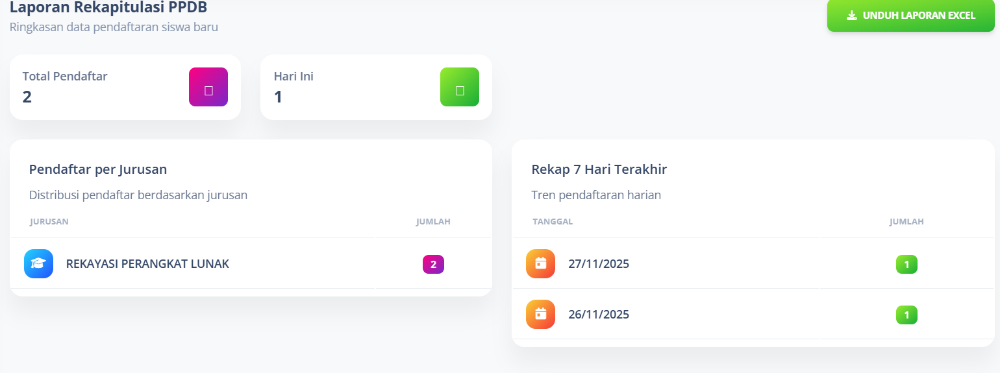 Laporan Rekapitulasi PPDB
Ringkasan data pendaftaran siswa baru
UNDUH LAPORAN EXCEL
Total Pendaftar
2
Hari Ini
1
Pendaftar per Jurusan
Distribusi pendaftar berdasarkan jurusan
JURUSAN JUMLAH
REKAYASI PERANGKAT LUNAK 2
Rekap 7 Hari Terakhir
Tren pendaftaran harian
TANGGAL JUMLAH
27/11/2025 1
26/11/2025 1